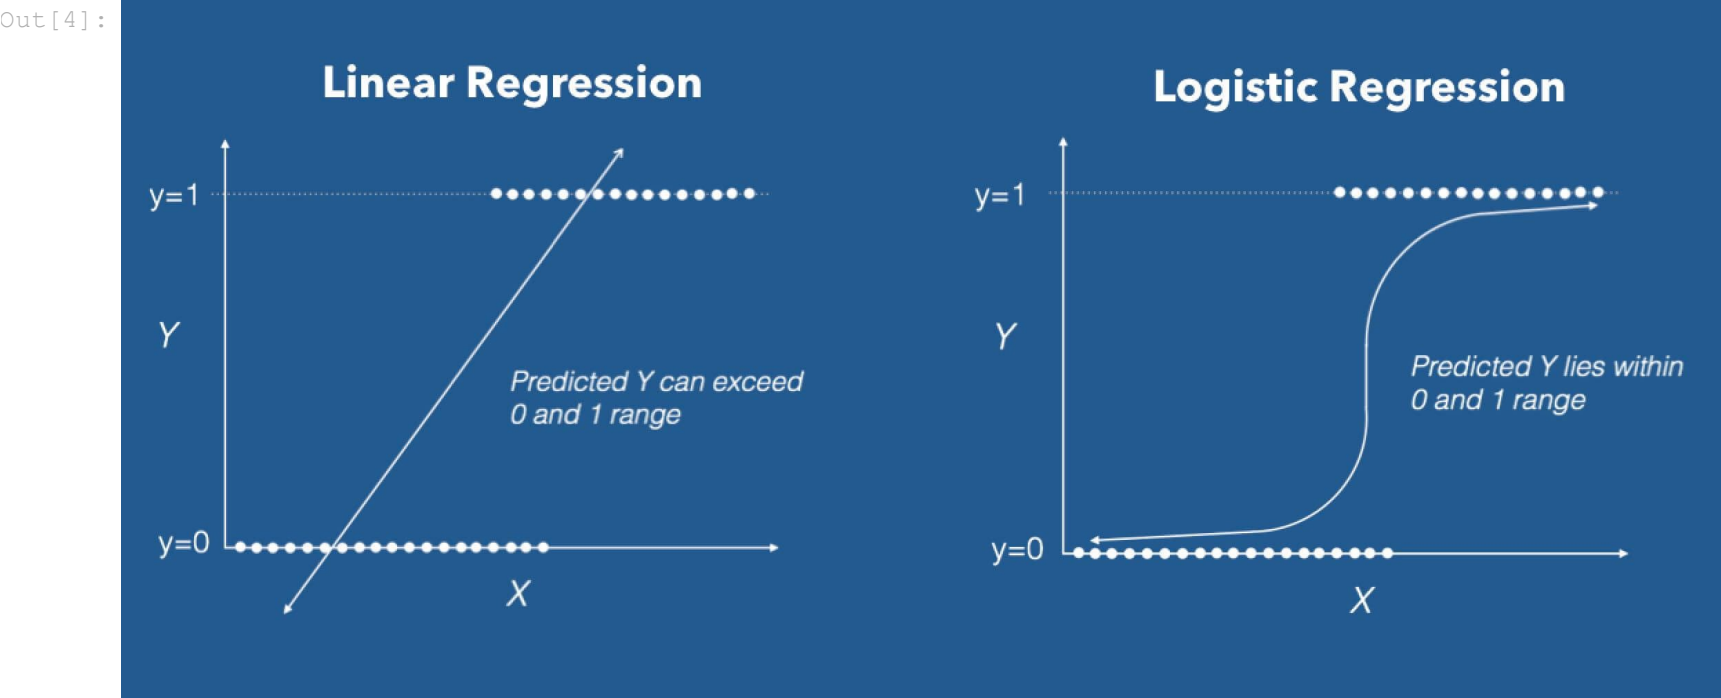 Out[4]:
Linear Regression
y=1
Y
Predicted Y can exceed
0 and 1 range
y=0
X
Logistic Regression
y=1
Y
Predicted Y lies within
0 and 1 range
y=0
X